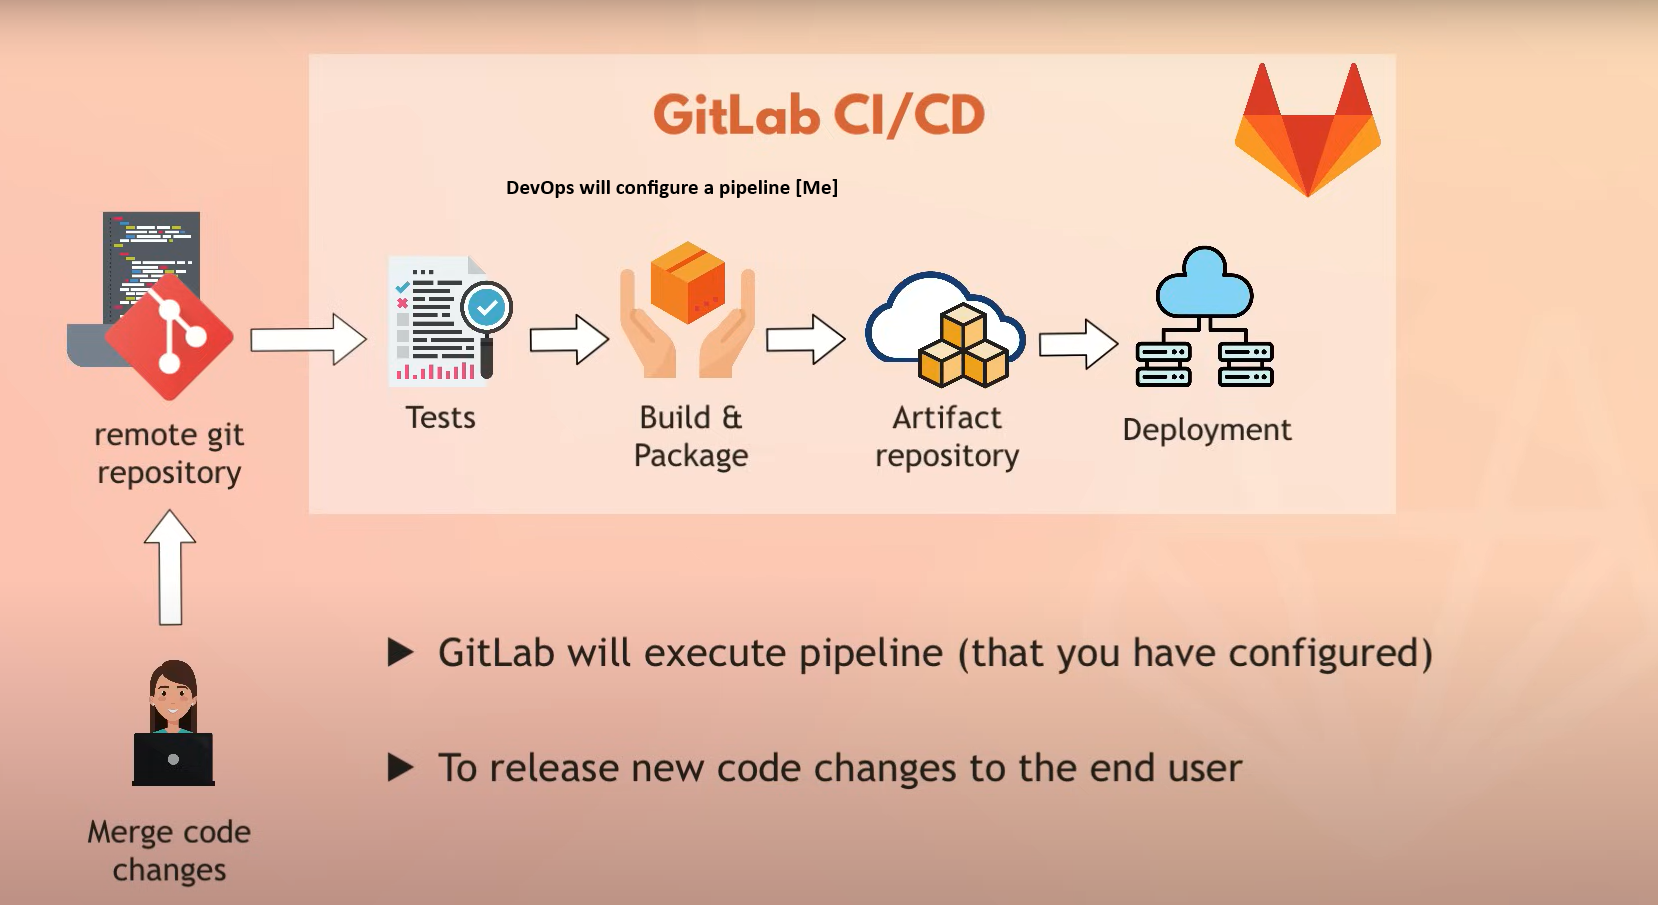 GitLab CI/CD
DevOps will configure a pipeline [Me]
remote git
repository
Tests
Build &
Package
Artifact
repository
Deployment
Merge code
changes
▶ GitLab will execute pipeline (that you have configured)
▶ To release new code changes to the end user